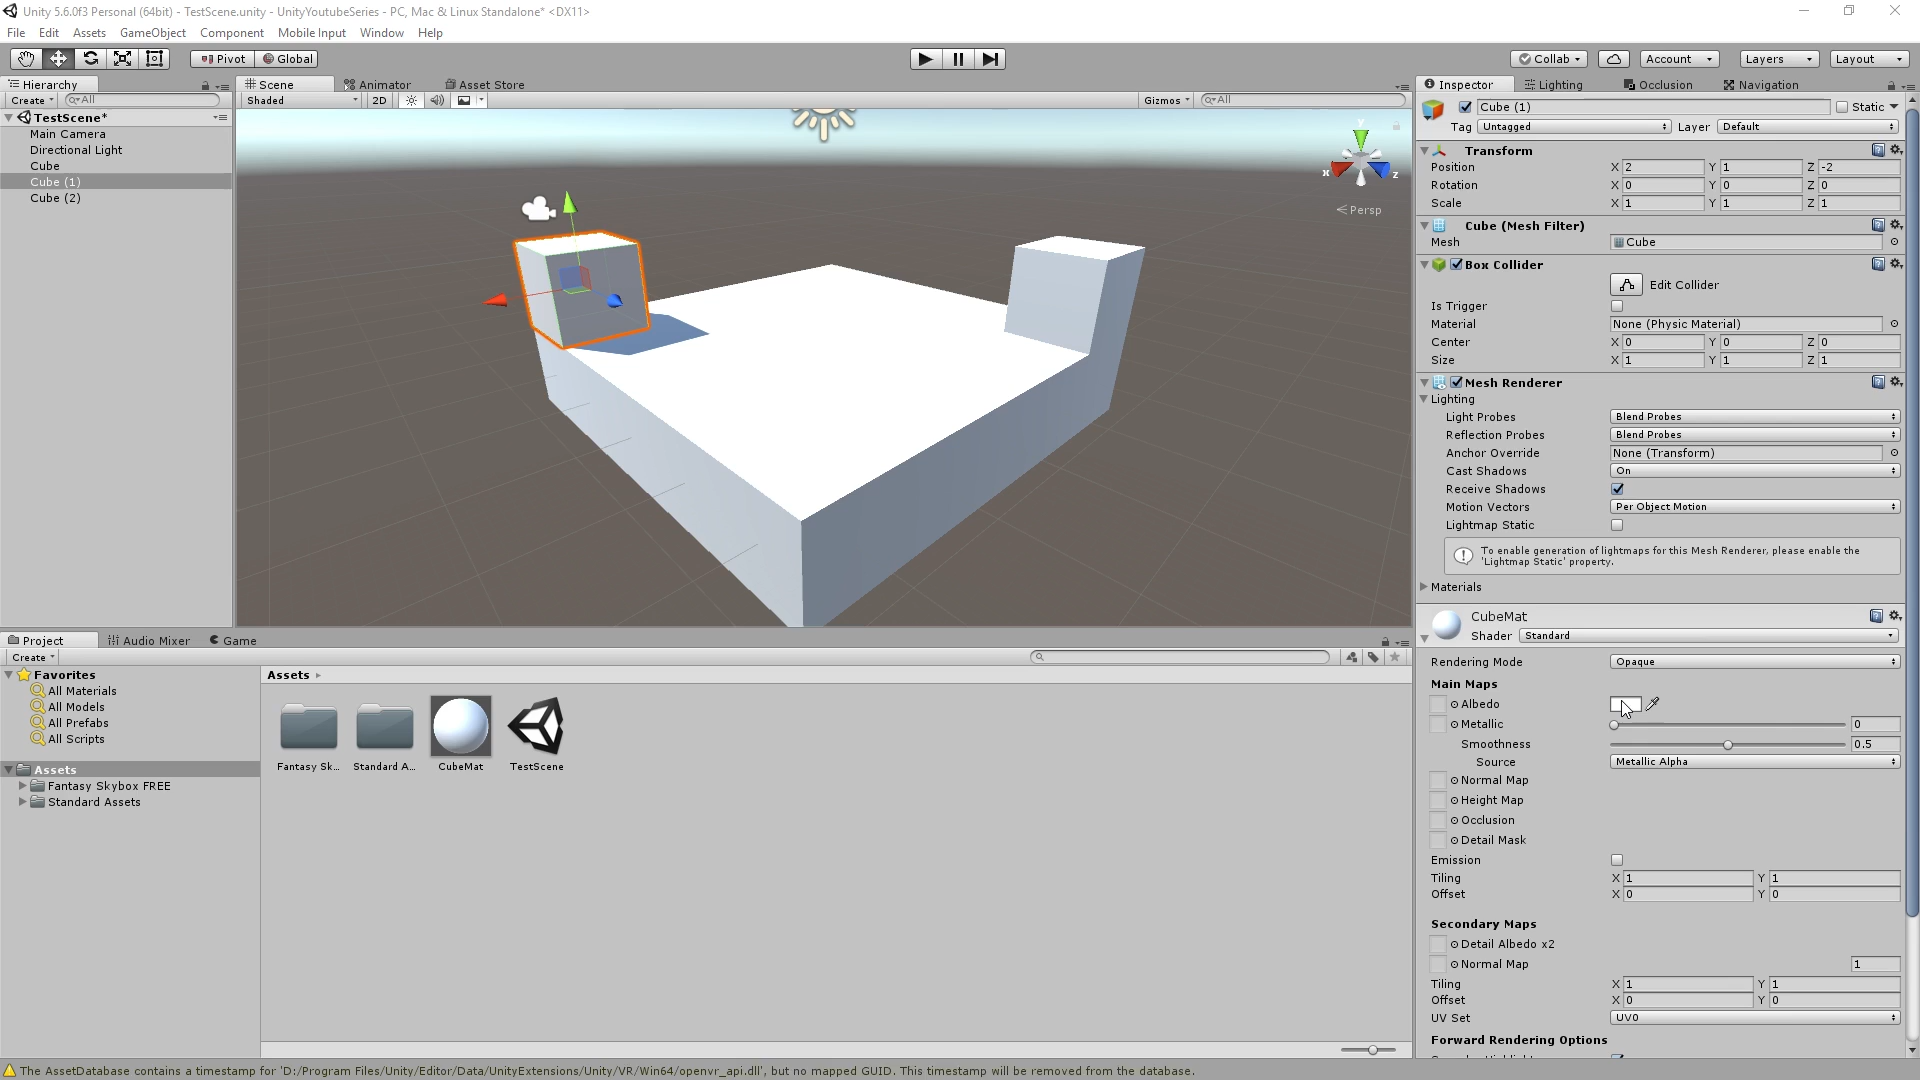 Unity 5.6.0f3 Personal (64bit) - TestScene.unity - UnityYoutubeSeries - PC, Mac & Linux Standalone* <DX11>
File Edit Assets GameObject Component Mobile Input Window Help
Pivot Global Collab Account Layers Layout
Hierarchy
Create All
TestScene*
Main Camera
Directional Light
Cube
Cube (1)
Cube (2)
Scene Animator Asset Store
Shaded 2D Gizmos All
y
x z
Persp
Inspector Lighting Occlusion Navigation
Cube (1) Static
Tag Untagged Layer Default
Transform
Position X 2 Y 1 Z -2
Rotation X 0 Y 0 Z 0
Scale X 1 Y 1 Z 1
Cube (Mesh Filter)
Mesh Cube
Box Collider
Edit Collider
Is Trigger
Material None (Physic Material)
Center X 0 Y 0 Z 0
Size X 1 Y 1 Z 1
Mesh Renderer
Lighting
Light Probes Blend Probes
Reflection Probes Blend Probes
Anchor Override None (Transform)
Cast Shadows On
Receive Shadows
Motion Vectors Per Object Motion
Lightmap Static
To enable generation of lightmaps for this Mesh Renderer, please enable the
'Lightmap Static' property.
Materials
CubeMat
Shader Standard
Rendering Mode Opaque
Main Maps
Albedo
Metallic 0
Smoothness 0.5
Source Metallic Alpha
Normal Map
Height Map
Occlusion
Detail Mask
Emission
Tiling X 1 Y 1
Offset X 0 Y 0
Secondary Maps
Detail Albedo x2
Normal Map 1
Tiling X 1 Y 1
Offset X 0 Y 0
UV Set UV0
Forward Rendering Options
Project Audio Mixer Game
Create
Favorites
All Materials
All Models
All Prefabs
All Scripts
Assets
Fantasy Skybox FREE
Standard Assets
Assets
Fantasy Sk... Standard A... CubeMat TestScene
The AssetDatabase contains a timestamp for 'D:/Program Files/Unity/Editor/Data/UnityExtensions/Unity/VR/Win64/openvr_api.dll', but no mapped GUID. This timestamp will be removed from the database.